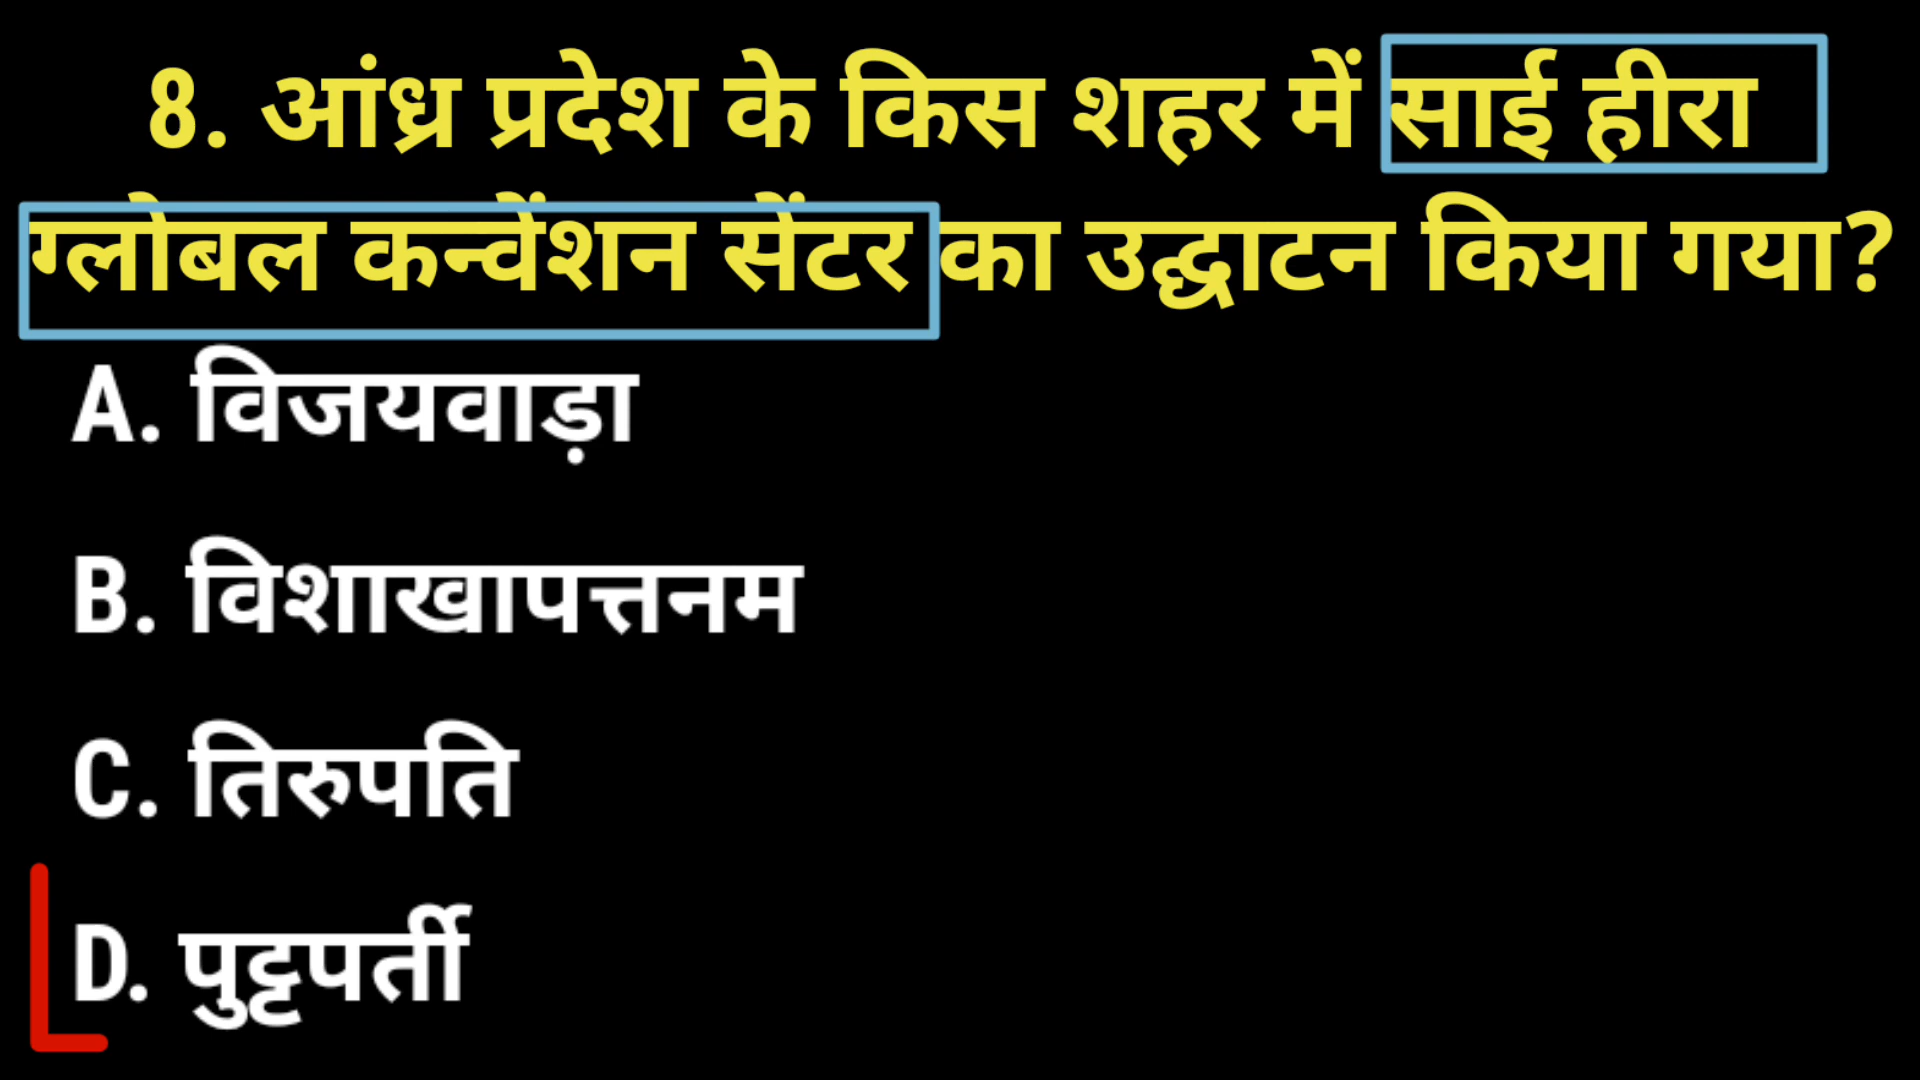 8. आंध्र प्रदेश के किस शहर में साई हीरा
ग्लोबल कन्वेंशन सेंटर का उद्घाटन किया गया?
A. विजयवाड़ा
B. विशाखापत्तनम
C. तिरुपति
D. पुट्टपर्ती